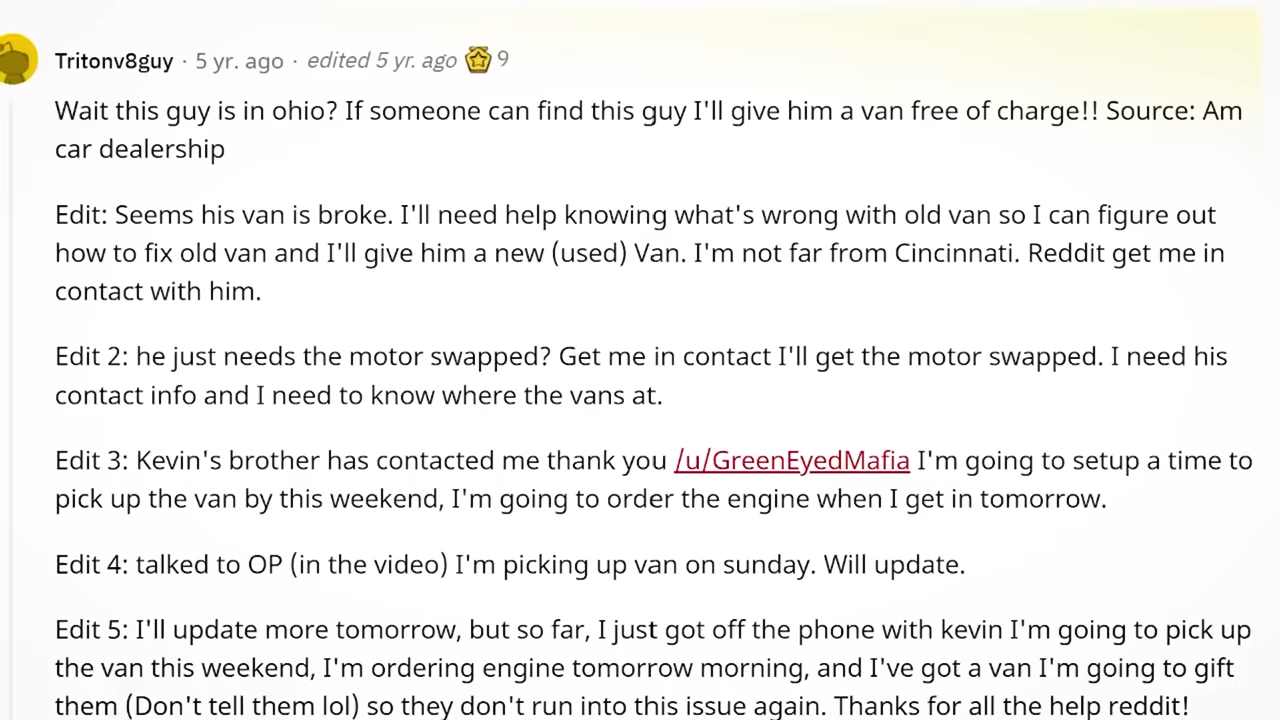 Tritonv8guy · 5 yr. ago · edited 5 yr. ago 9
Wait this guy is in ohio? If someone can find this guy I'll give him a van free of charge!! Source: Am
car dealership
Edit: Seems his van is broke. I'll need help knowing what's wrong with old van so I can figure out
how to fix old van and I'll give him a new (used) Van. I'm not far from Cincinnati. Reddit get me in
contact with him.
Edit 2: he just needs the motor swapped? Get me in contact I'll get the motor swapped. I need his
contact info and I need to know where the vans at.
Edit 3: Kevin's brother has contacted me thank you /u/GreenEyedMafia I'm going to setup a time to
pick up the van by this weekend, I'm going to order the engine when I get in tomorrow.
Edit 4: talked to OP (in the video) I'm picking up van on sunday. Will update.
Edit 5: I'll update more tomorrow, but so far, I just got off the phone with kevin I'm going to pick up
the van this weekend, I'm ordering engine tomorrow morning, and I've got a van I'm going to gift
them (Don't tell them lol) so they don't run into this issue again. Thanks for all the help reddit!